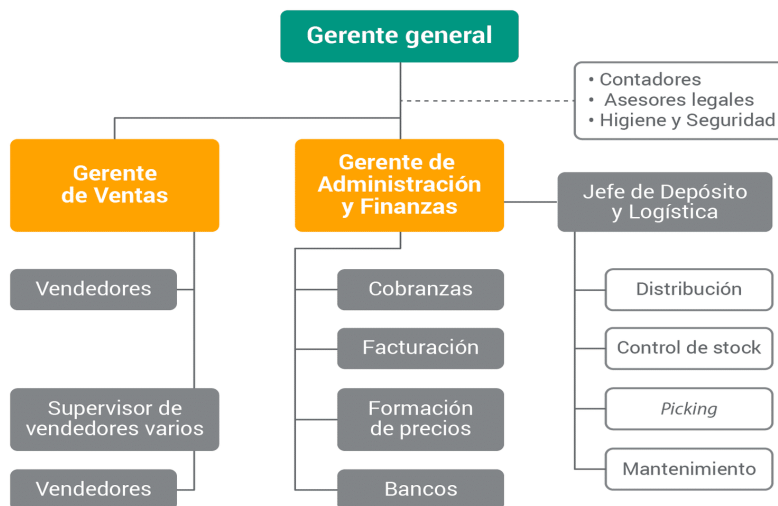 Gerente general
• Contadores
• Asesores legales
• Higiene y Seguridad
Gerente
de Ventas
Gerente de
Administración
y Finanzas
Jefe de Depósito
y Logística
Vendedores
Supervisor de
vendedores varios
Vendedores
Cobranzas
Facturación
Formación
de precios
Bancos
Distribución
Control de stock
Picking
Mantenimiento